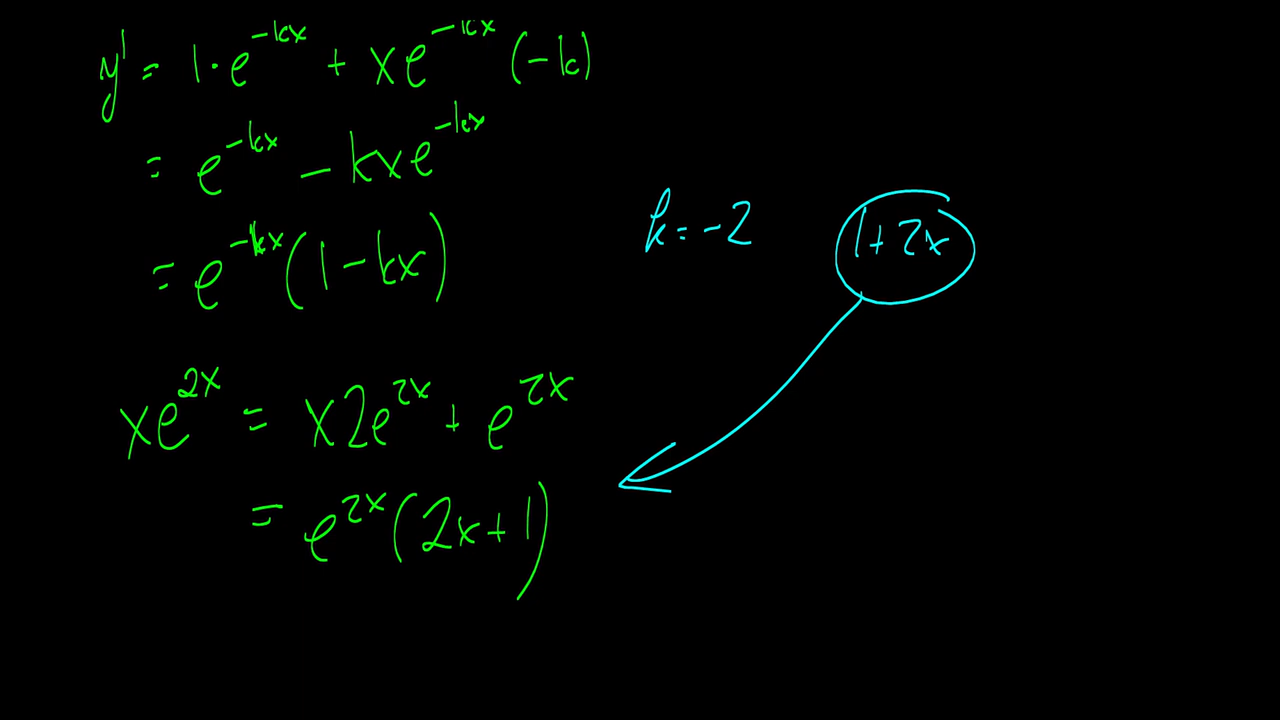 y' = 1·e^{-kx} + xe^{-kx}(-k)
= e^{-kx} - kxe^{-kx}
= e^{-kx}(1-kx)
k=-2
1+2x
xe^{2x} = x2e^{2x} + e^{2x}
= e^{2x}(2x+1)